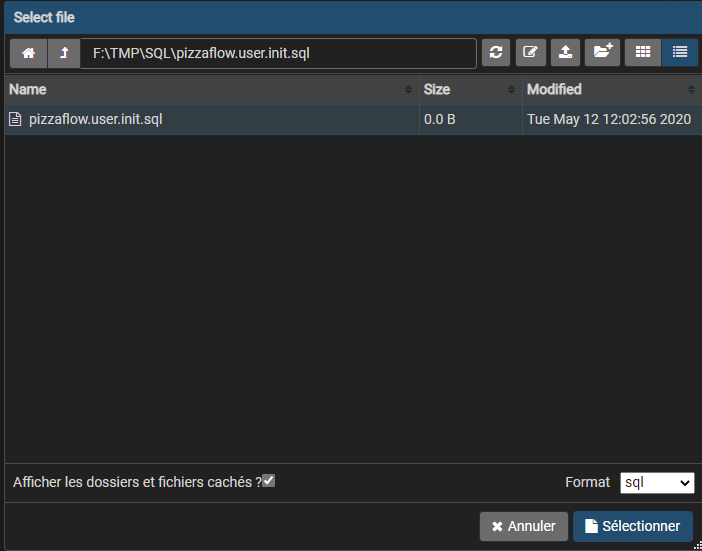 Select file
F:\TMP\SQL\pizzaflow.user.init.sql
Name Size Modified
pizzaflow.user.init.sql 0.0 B Tue May 12 12:02:56 2020
Afficher les dossiers et fichiers cachés ? Format sql
Annuler Sélectionner